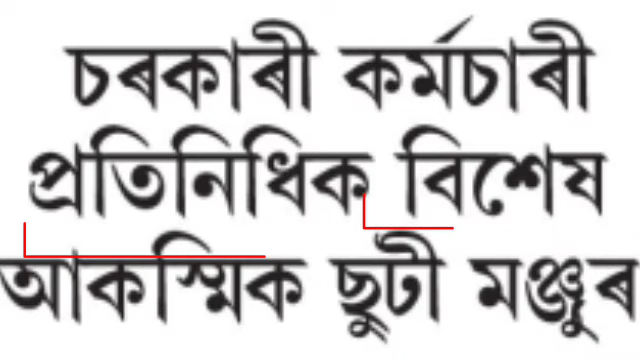 চৰকাৰী কৰ্মচাৰী
প্ৰতিনিধিক বিশেষ
আকস্মিক ছুটী মঞ্জুৰ